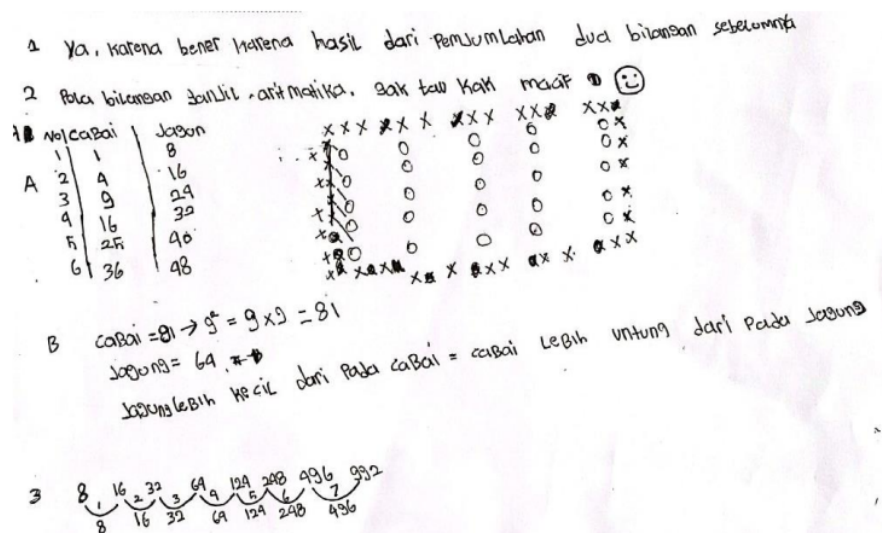 1 Ya, karena bener karena hasil dari Pemjumlahan dua bilangan sebelumnya
2 Pola bilangan Ganjil, aritmatika. gak tau kak maaf
No CaBai Jagung
1 1 8
A 2 4 16
3 9 24
4 16 32
5 25 40
6 36 48
x x x x x x x x x x x x x x x
x o o o o o x
x o o o o o x
x o o o o o x
x o o o o o x
x o o o o o x
x x x x x x x x x x x x x x x
B CaBai = 81 → 9² = 9 x 9 = 81
Jagung = 64
Jagung leBih kecil dari Pada CaBai = CaBai LeBih Untung dari Pada Jagung
3 8 16 32 64 124 248 496 992
1 2 3 4 5 6 7
8 16 32 64 124 248 496